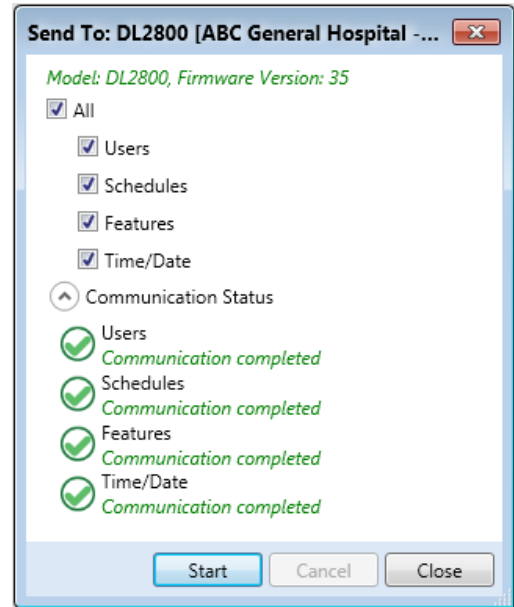 Send To: DL2800 [ABC General Hospital -...
Model: DL2800, Firmware Version: 35
All
Users
Schedules
Features
Time/Date
Communication Status
Users
Communication completed
Schedules
Communication completed
Features
Communication completed
Time/Date
Communication completed
Start Cancel Close